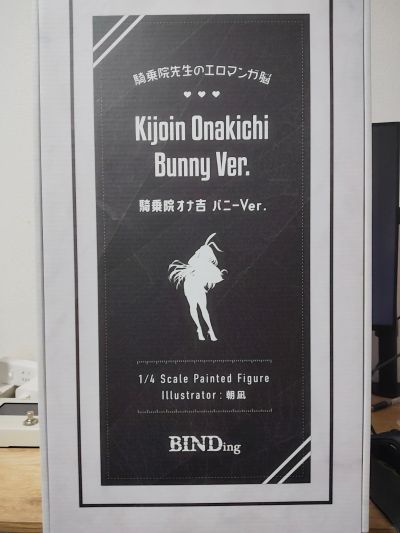 騎乗院先生のエロマンガ脳
Kijoin Onakichi
Bunny Ver.
騎乗院オナ吉 バニーVer.
1/4 Scale Painted Figure
Illustrator : 朝凪
BINDing